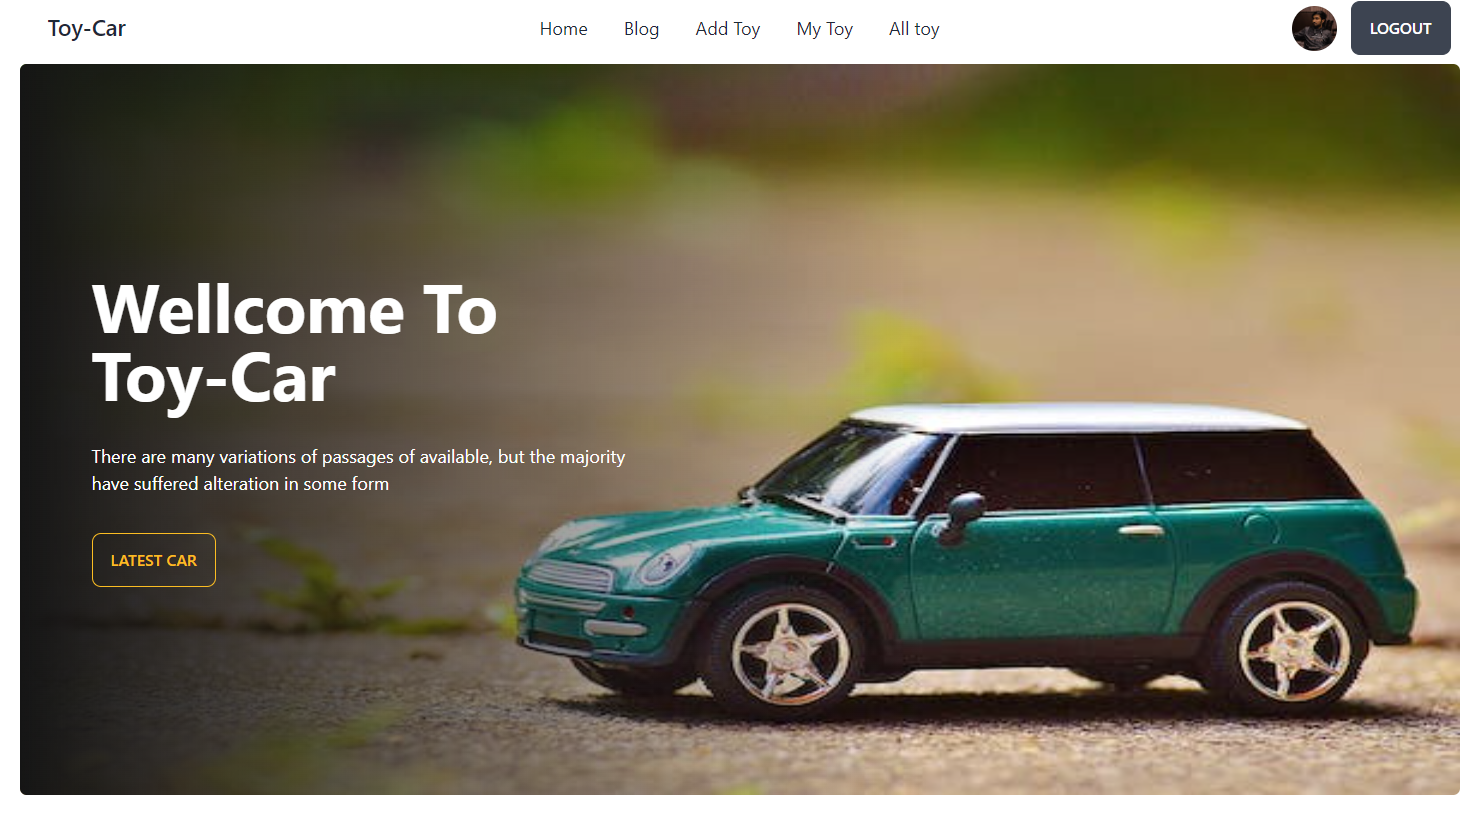 Toy-Car
Home Blog Add Toy My Toy All toy
LOGOUT
Wellcome To
Toy-Car
There are many variations of passages of available, but the majority
have suffered alteration in some form
LATEST CAR